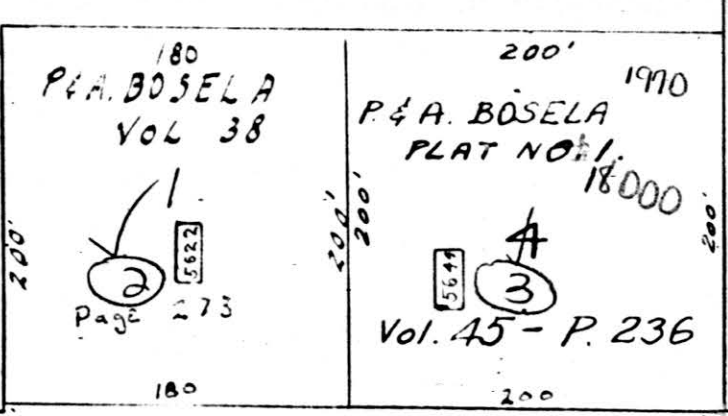 180
P & A. BOSELA
VOL 38
1
200'
200'
5622
2
Page 273
180
200'
1970
P. & A. BOSELA
PLAT NO. 1.
18000
200'
200'
4
5644
3
Vol. 45 - P. 236
200